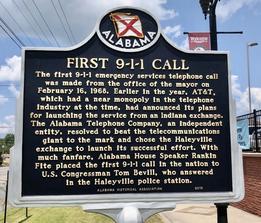 ALABAMA
FIRST 9-1-1 CALL
The first 9-1-1 emergency services telephone call
was made from the office of the mayor on
February 16, 1968. Earlier in the year, AT&T,
which had a near monopoly in the telephone
industry at the time, had announced its plans
for launching the service from an Indiana exchange.
The Alabama Telephone Company, an independent
entity, resolved to beat the telecommunications
giant to the mark and chose the Haleyville
exchange to launch its successful effort. With
much fanfare, Alabama House Speaker Rankin
Fite placed the first 9-1-1 call in the nation to
U.S. Congressman Tom Bevill, who answered
in the Haleyville police station.
ALABAMA HISTORICAL ASSOCIATION